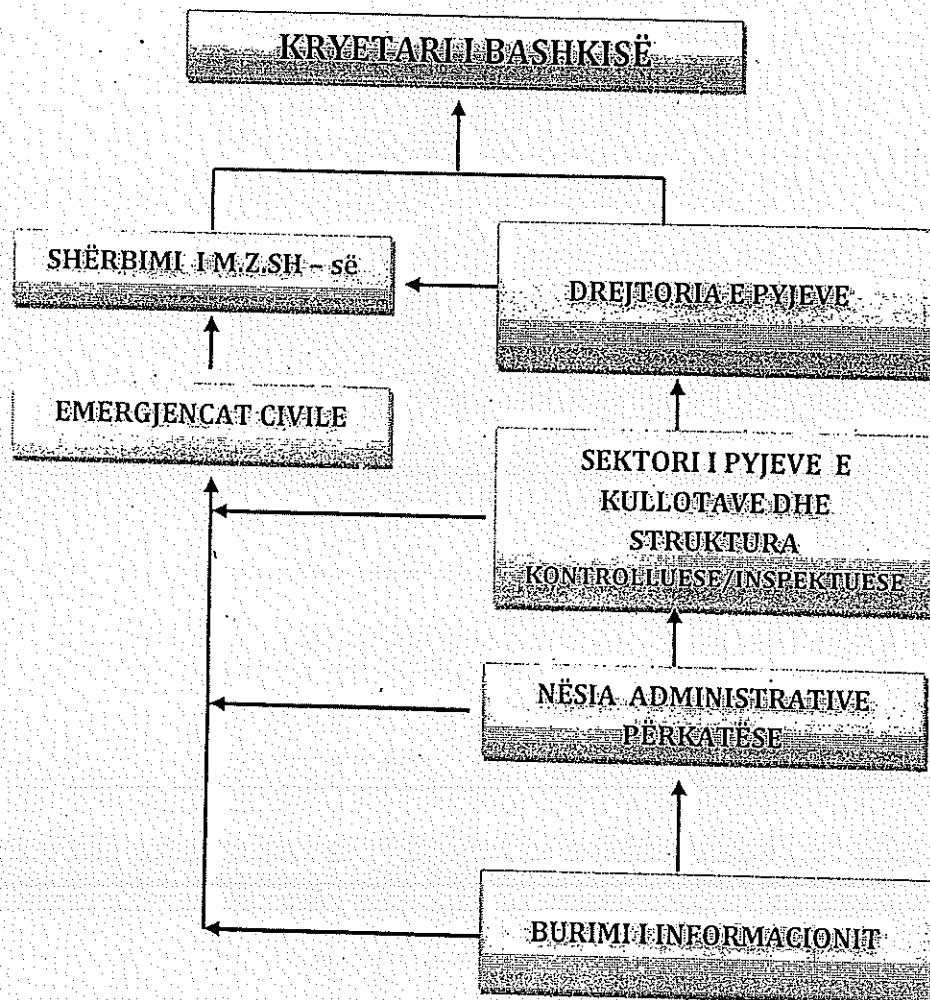 KRYETARI I BASHKISË
SHËRBIMI I M.Z.SH – së
DREJTORIA E PYJEVE
EMERGJENCAT CIVILE
SEKTORI I PYJEVE E
KULLOTAVE DHE
STRUKTURA
KONTROLLUESE/INSPEKTUESE
NËSIA ADMINISTRATIVE
PËRKATËSE
BURIMI I INFORMACIONIT